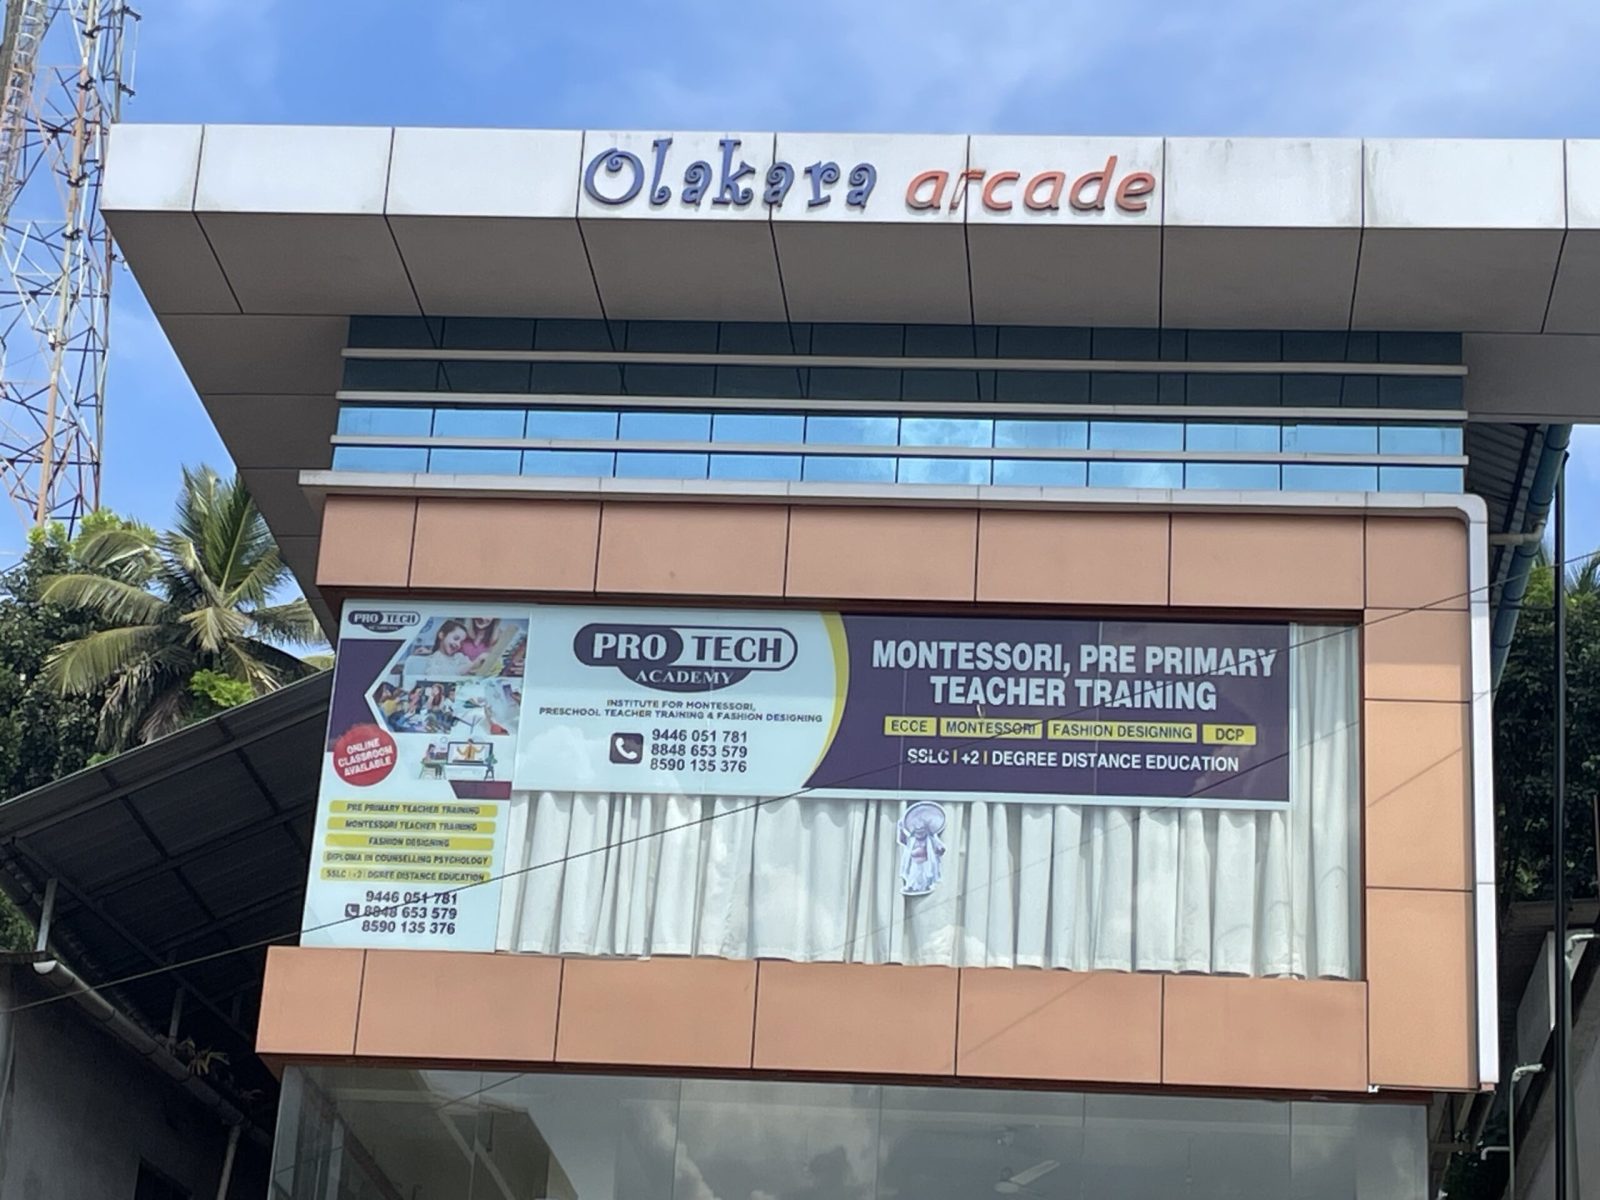 Olakara arcade
PRO TECH
ACADEMY
ONLINE
CLASSROOM
AVAILABLE
PRE PRIMARY TEACHER TRAINING
MONTESSORI TEACHER TRAINING
FASHION DESIGNING
DIPLOMA IN COUNSELLING PSYCHOLOGY
SSLC | +2 | DGREE DISTANCE EDUCATION
9446 051 781
8848 653 579
8590 135 376
PRO TECH
ACADEMY
INSTITUTE FOR MONTESSORI,
PRESCHOOL TEACHER TRAINING & FASHION DESIGNING
9446 051 781
8848 653 579
8590 135 376
MONTESSORI, PRE PRIMARY
TEACHER TRAINING
ECCE MONTESSORI FASHION DESIGNING DCP
SSLC | +2 | DEGREE DISTANCE EDUCATION